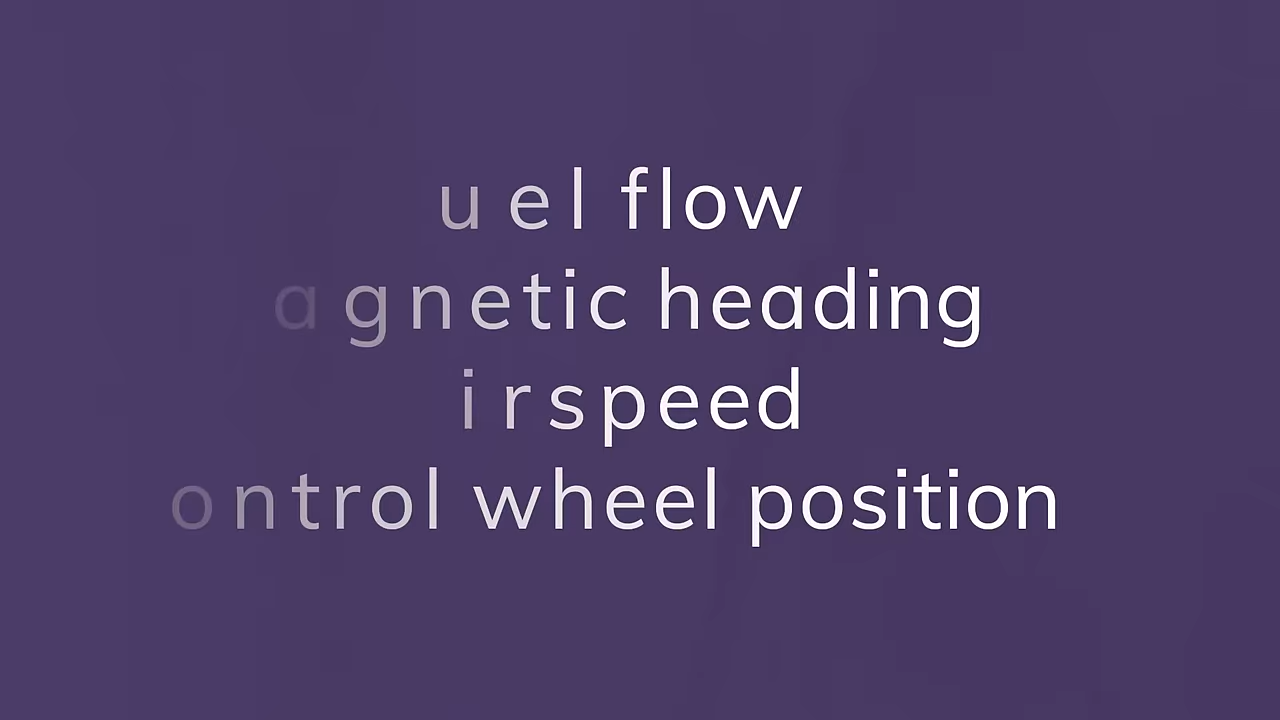 uel flow
agnetic heading
irspeed
ontrol wheel position